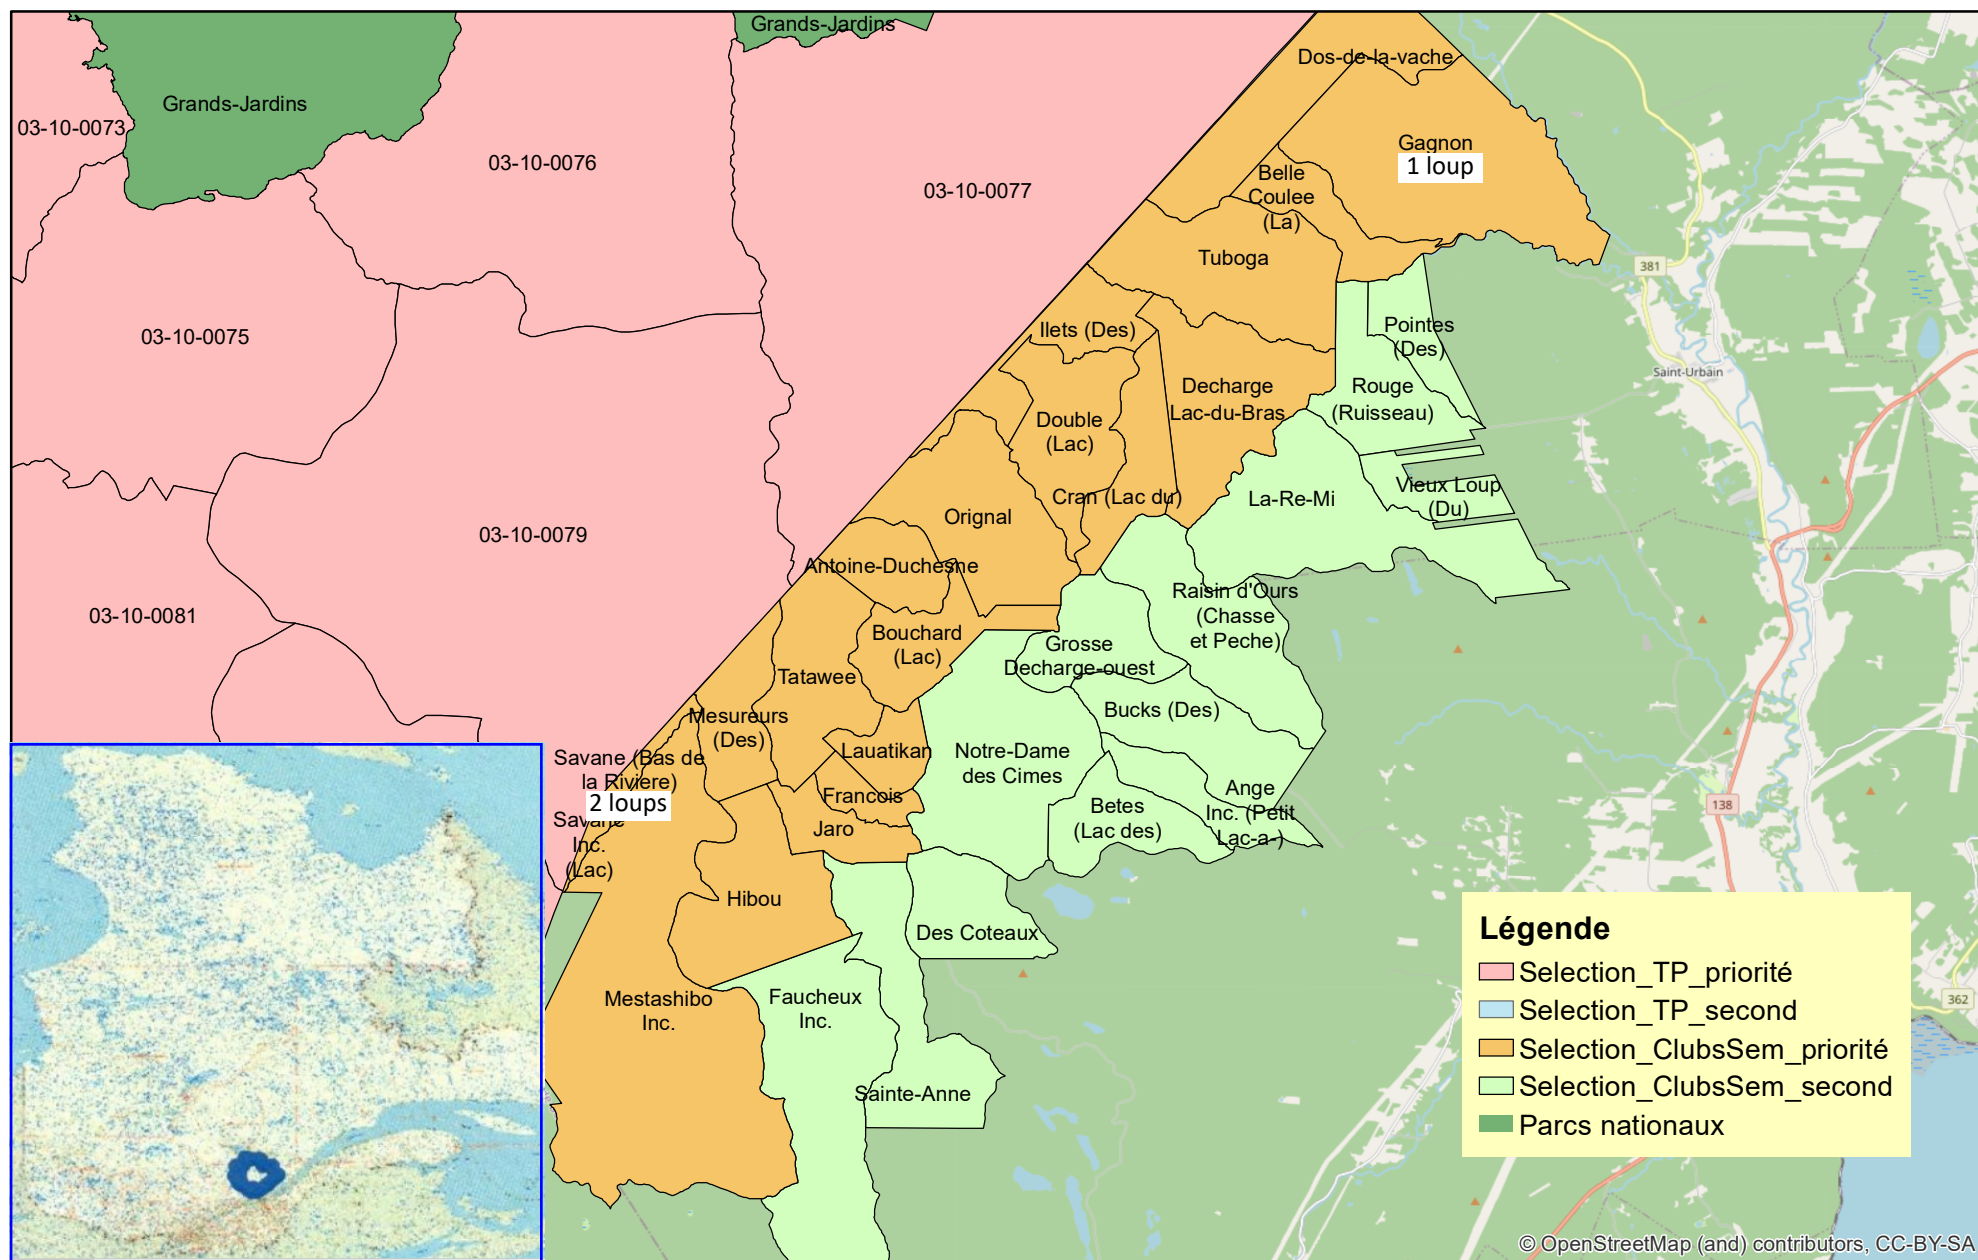 Grands-Jardins
Dos-de-la-vache
Grands-Jardins
03-10-0073
03-10-0076
Gagnon
1 loup
03-10-0077
Belle
Coulee
(La)
Tuboga
381
03-10-0075
Ilets (Des)
Pointes
(Des)
Saint-Urbain
Decharge
Lac-du-Bras
Rouge
(Ruisseau)
Double
(Lac)
Cran (Lac du)
La-Re-Mi
Vieux Loup
(Du)
Orignal
03-10-0079
Antoine-Duchesne
03-10-0081
Raisin d'Ours
(Chasse
et Peche)
Bouchard
(Lac)
Grosse
Decharge-ouest
Tatawee
Bucks (Des)
Mesureurs
(Des)
Lauatikan
Notre-Dame
des Cimes
Savane (Bas de
la Riviere)
2 loups
Savane
Inc.
(Lac)
Francois
Jaro
Betes
(Lac des)
Ange
Inc. (Petit
Lac-a-)
138
Hibou
Des Coteaux
Mestashibo
Inc.
Faucheux
Inc.
Sainte-Anne
362
Légende
Selection_TP_priorité
Selection_TP_second
Selection_ClubsSem_priorité
Selection_ClubsSem_second
Parcs nationaux
© OpenStreetMap (and) contributors, CC-BY-SA